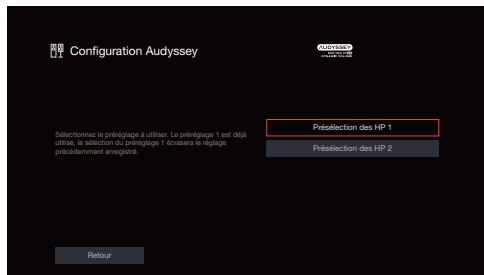 Configuration Audyssey
AUDYSSEY
Sélectionnez le préréglage à utiliser. Le préréglage 1 est déjà
utilisé, la sélection du préréglage 1 écrasera le réglage
précédemment enregistré.
Présélection des HP 1
Présélection des HP 2
Retour